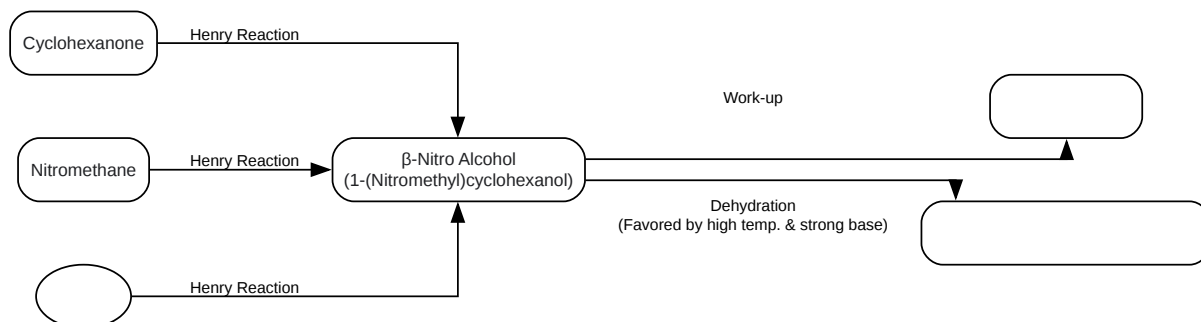 Cyclohexanone
Henry Reaction
Work-up
Nitromethane
Henry Reaction
β-Nitro Alcohol
(1-(Nitromethyl)cyclohexanol)
Dehydration
(Favored by high temp. & strong base)
Henry Reaction